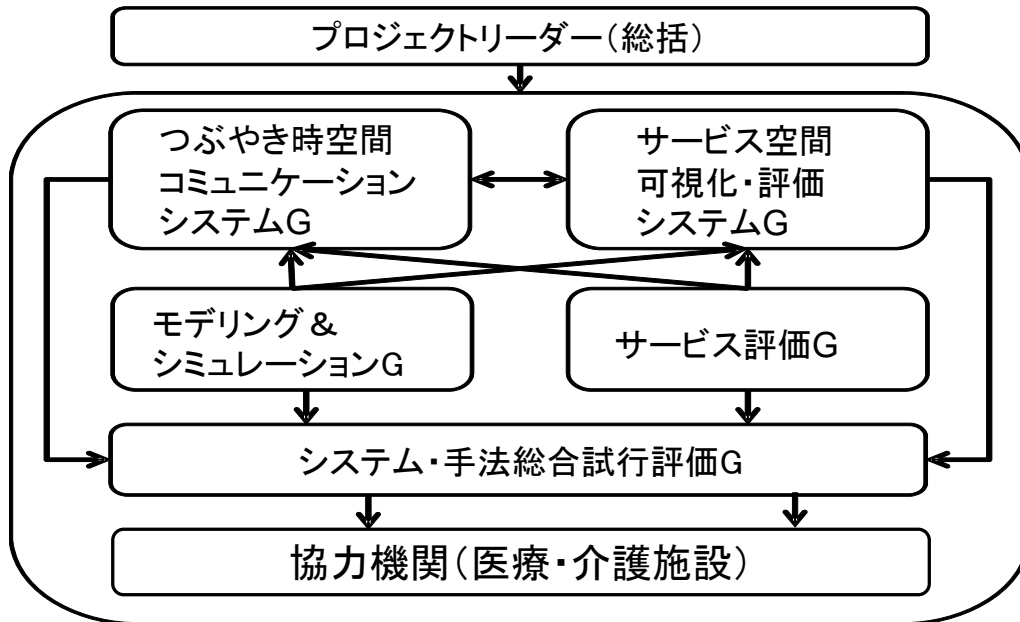 プロジェクトリーダー(総括)
つぶやき時空間
コミュニケーション
システムG
サービス空間
可視化・評価
システムG
モデリング&
シミュレーションG
サービス評価G
システム・手法総合試行評価G
協力機関(医療・介護施設)